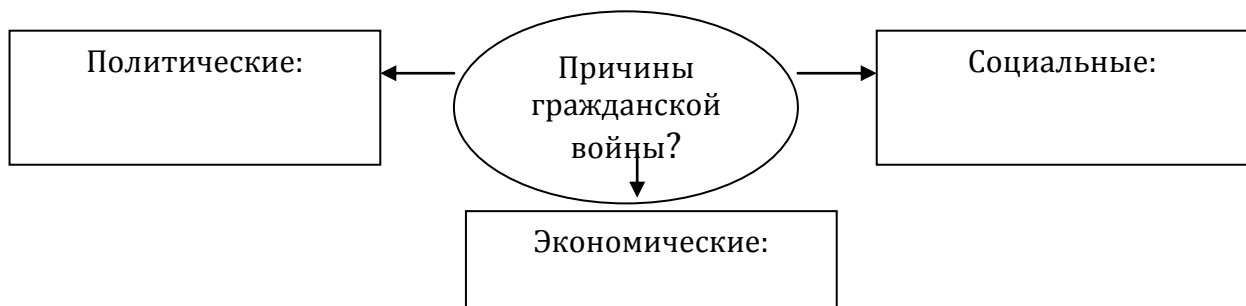 Политические:
Причины
гражданской
войны?
Социальные:
Экономические: